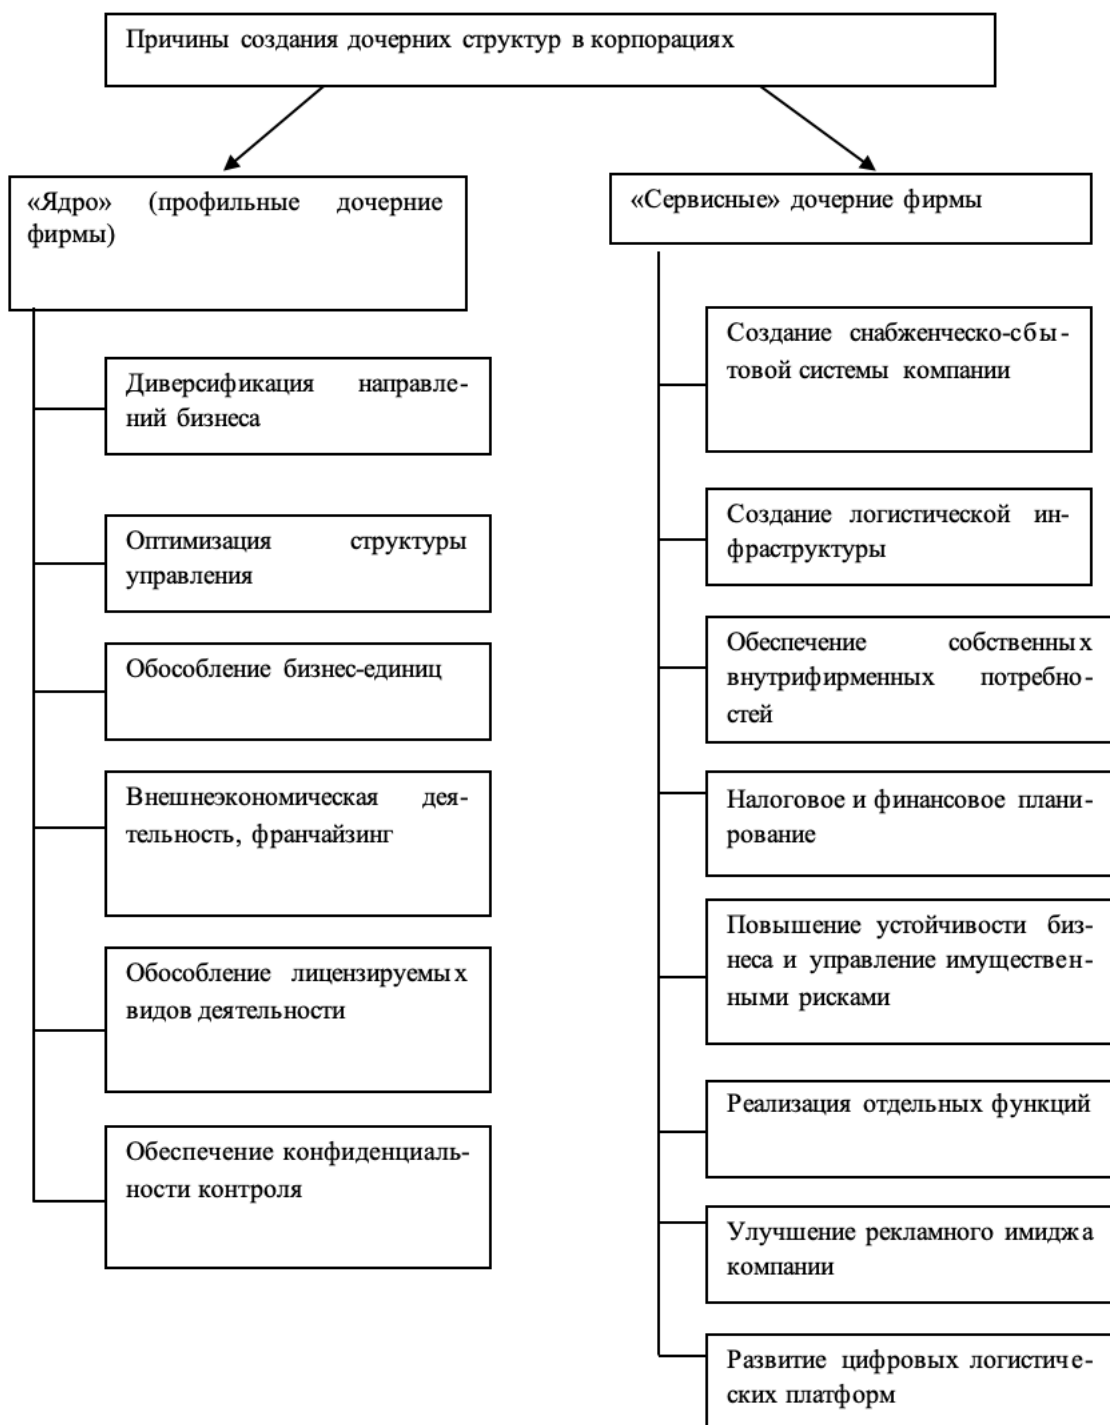 Причины создания дочерних структур в корпорациях
«Ядро» (профильные дочерние
фирмы)
Диверсификация направле-
ний бизнеса
Оптимизация структуры
управления
Обособление бизнес-единиц
Внешнеэкономическая дея-
тельность, франчайзинг
Обособление лицензируемых
видов деятельности
Обеспечение конфиденциаль-
ности контроля
«Сервисные» дочерние фирмы
Создание снабженческо-сбы-
товой системы компании
Создание логистической ин-
фраструктуры
Обеспечение собственных
внутрифирменных потребно-
стей
Налоговое и финансовое плани-
рование
Повышение устойчивости биз-
неса и управление имуществен-
ными рисками
Реализация отдельных функций
Улучшение рекламного имиджа
компании
Развитие цифровых логистиче-
ских платформ